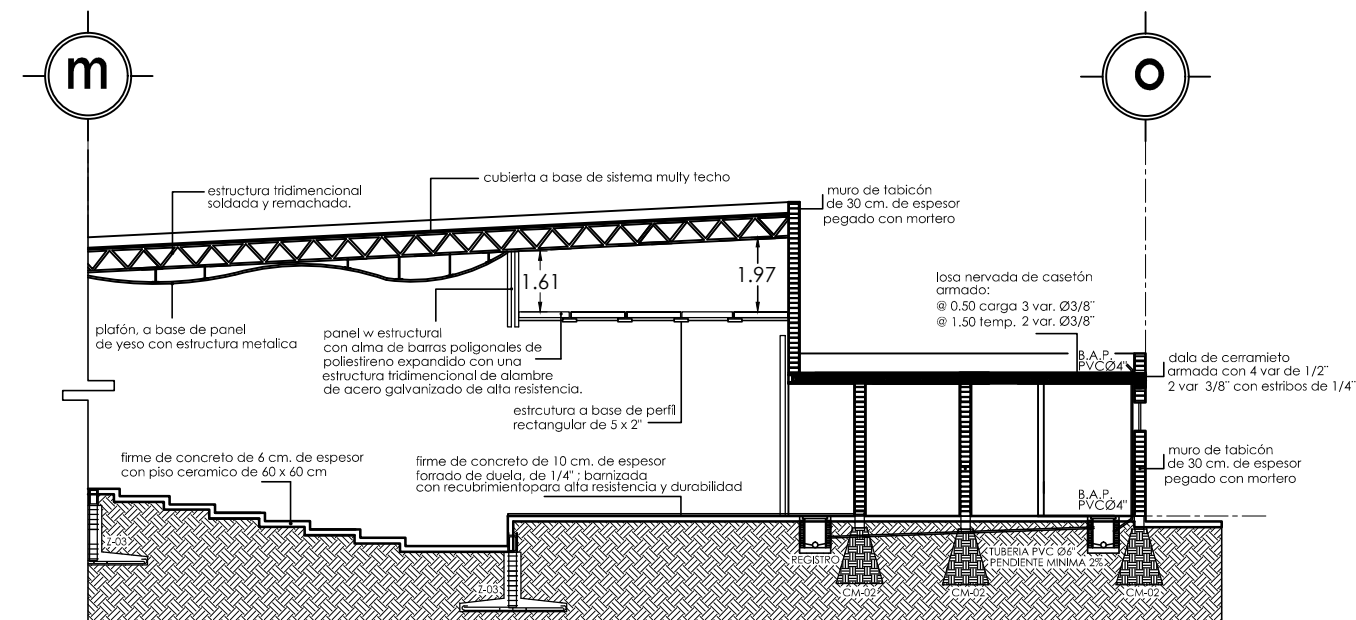 m
o
cubierta a base de sistema multy techo
estructura tridimencional
soldada y remachada.
muro de tabicón
de 30 cm. de espesor
pegado con mortero
1.61
1.97
losa nervada de casetón
armado:
@ 0.50 carga 3 var. Ø3/8¨
@ 1.50 temp. 2 var. Ø3/8¨
plafón, a base de panel
de yeso con estructura metalica
panel w estructural
con alma de barras poligonales de
poliestireno expandido con una
estructura tridimensional de alambre
de acero galvanizado de alta resistencia.
B.A.P.
PVCØ4"
dala de cerramieto
armada con 4 var de 1/2¨
2 var 3/8¨ con estribos de 1/4¨
estrcutura a base de perfil
rectangular de 5 x 2"
firme de concreto de 6 cm. de espesor
con piso ceramico de 60 x 60 cm
firme de concreto de 10 cm. de espesor
forrado de duela, de 1/4" ; barnizada
con recubrimientopara alta resistencia y durabilidad
muro de tabicón
de 30 cm. de espesor
pegado con mortero
B.A.P.
PVCØ4"
Z-03
REGISTRO
TUBERIA PVC Ø6"
PENDIENTE MINIMA 2%
Z-03
CM-02
CM-02
CM-02